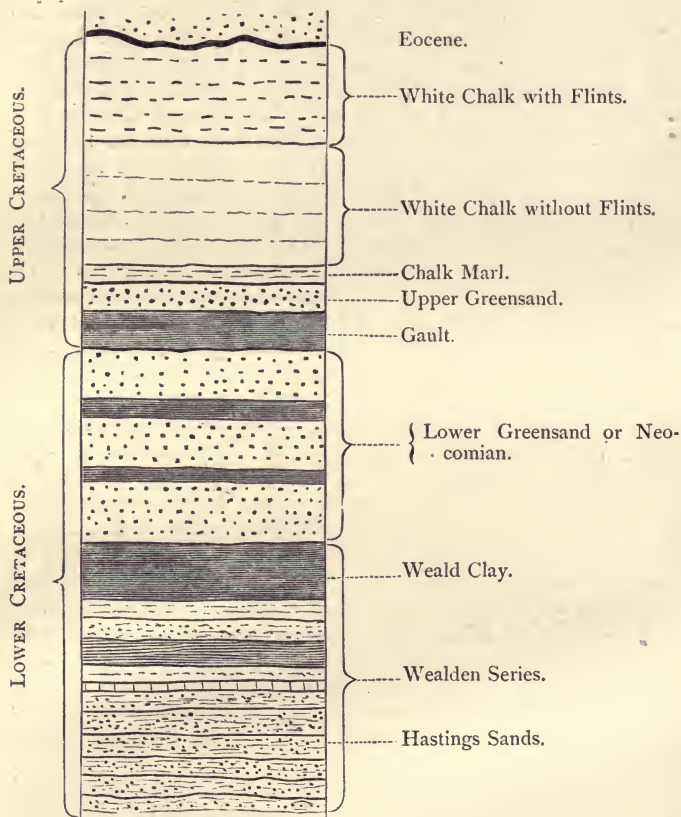 Eocene.
White Chalk with Flints.
UPPER CRETACEOUS.
White Chalk without Flints.
Chalk Marl.
Upper Greensand.
Gault.
Lower Greensand or Neo-
comian.
LOWER CRETACEOUS.
Weald Clay.
Wealden Series.
Hastings Sands.